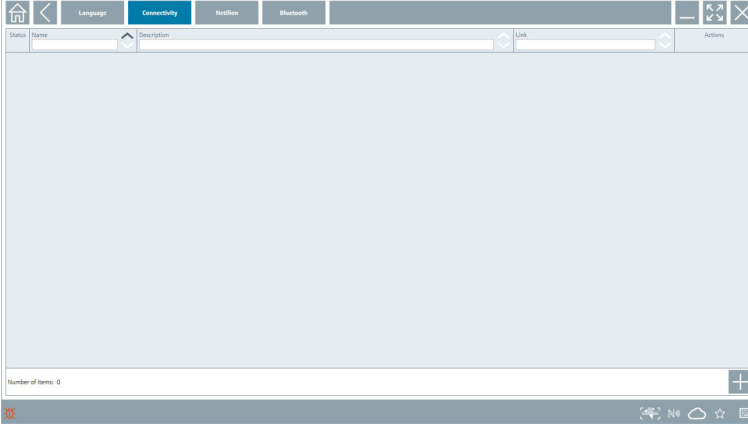 Language Connectivity Netilion Bluetooth
Status Name Description Link Actions
Number of items: 0